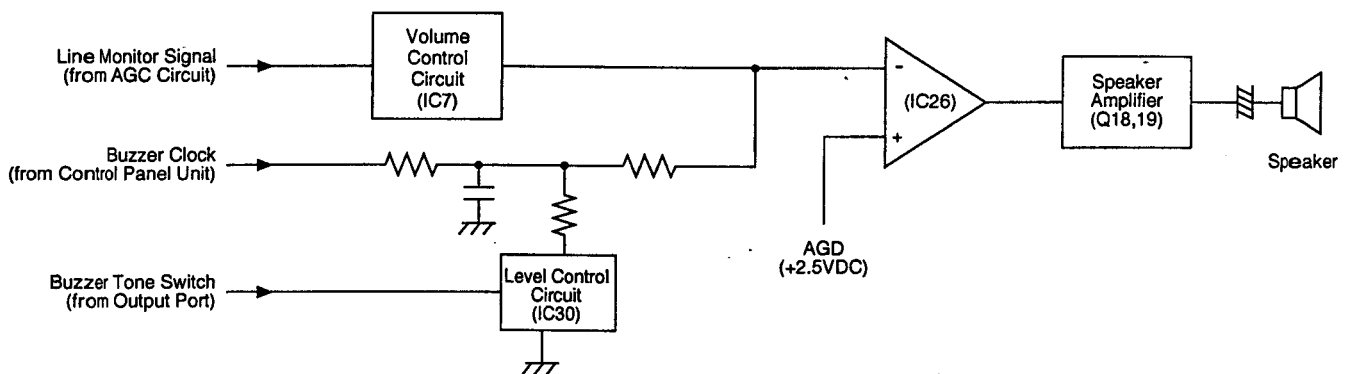 Line Monitor Signal
(from AGC Circuit)
Volume
Control
Circuit
(IC7)
-
(IC26)
+
Speaker
Amplifier
(Q18,19)
Speaker
Buzzer Clock
(from Control Panel Unit)
AGD
(+2.5VDC)
Buzzer Tone Switch
(from Output Port)
Level Control
Circuit
(IC30)